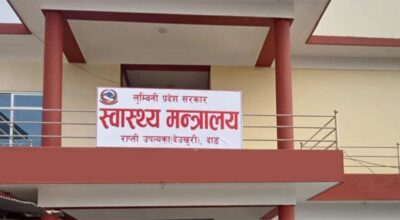 लुम्बिनी प्रदेश सरकार
स्वास्थ्य मन्त्रालय
राप्ती उपत्यका(देउखुरी), दाङ